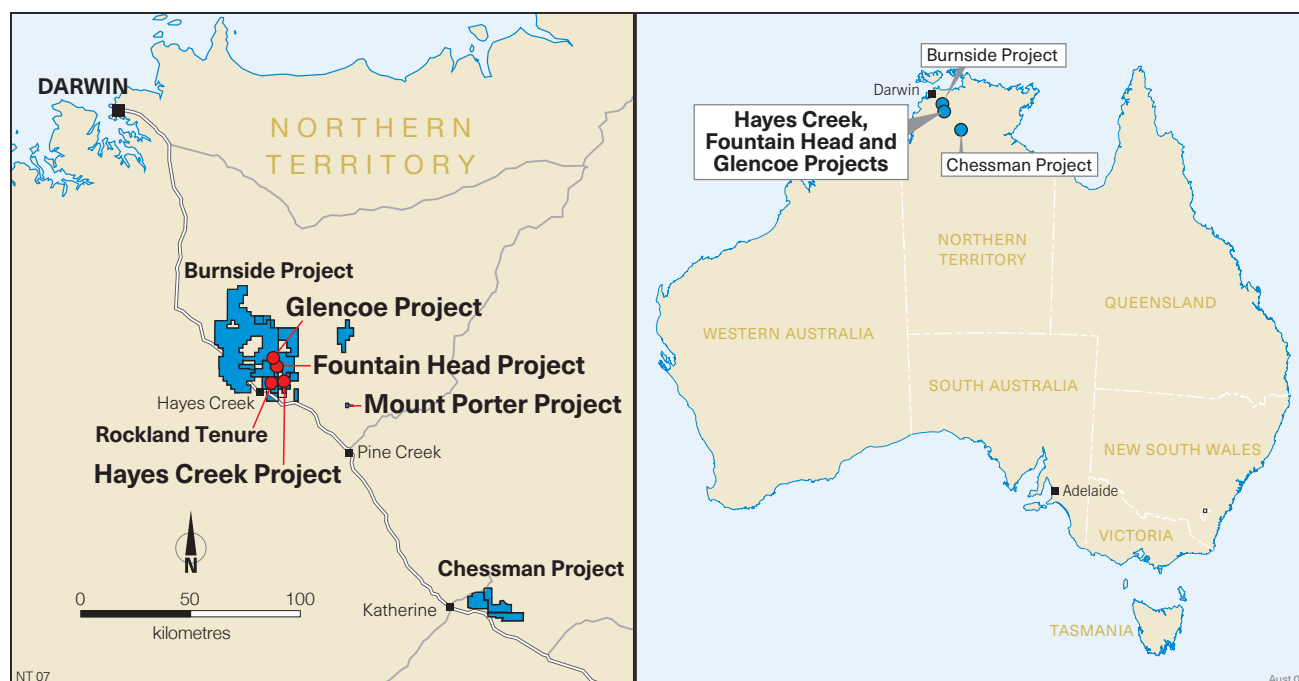 DARWIN
NORTHERN
TERRITORY
Burnside Project
Glencoe Project
Fountain Head Project
Hayes Creek
Mount Porter Project
Rockland Tenure
Pine Creek
Hayes Creek Project
N
Chessman Project
0 50 100
kilometres
Katherine
NT 07
Burnside Project
Darwin
Hayes Creek,
Fountain Head and
Glencoe Projects
Chessman Project
NORTHERN
TERRITORY
QUEENSLAND
WESTERN AUSTRALIA
SOUTH AUSTRALIA
NEW SOUTH WALES
Adelaide
VICTORIA
TASMANIA
Aust 0